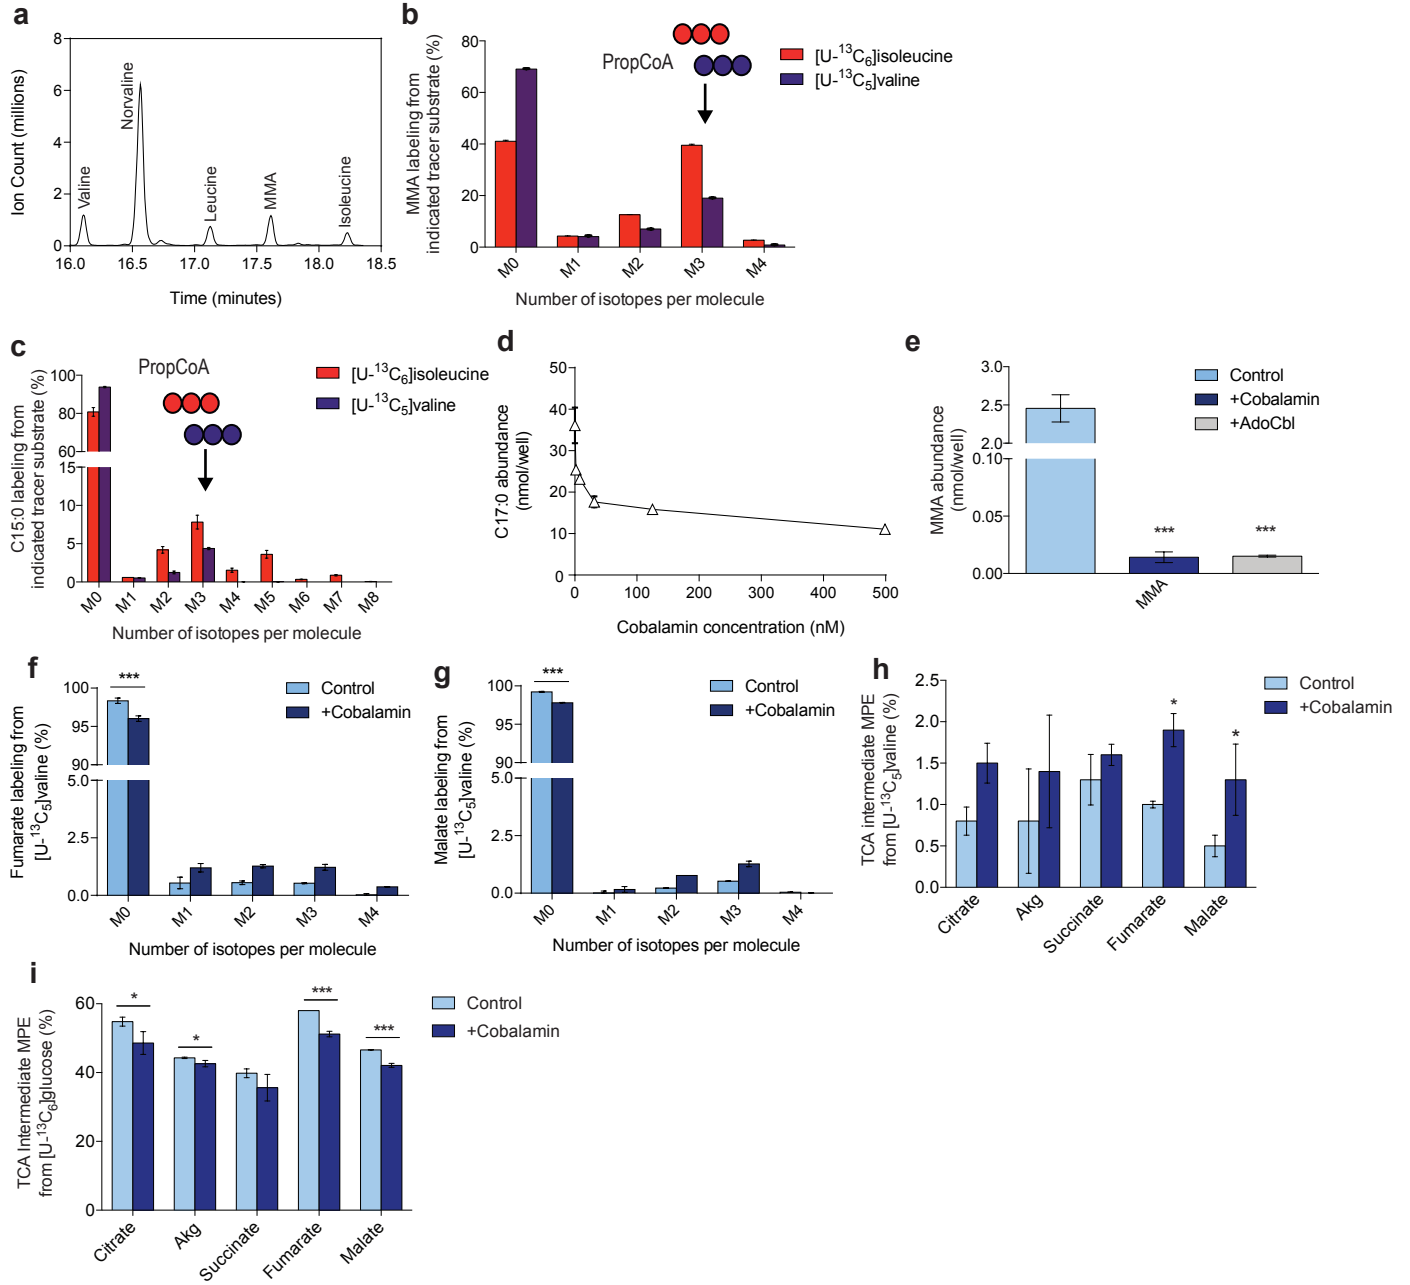 a
Ion Count (millions)
8
6
4
2
0
Valine
Norvaline
Leucine
MMA
Isoleucine
16.0 16.5 17.0 17.5 18.0 18.5
Time (minutes)
b
MMA labeling from
indicated tracer substrate (%)
80
60
40
20
0
PropCoA
[U-¹³C₆]isoleucine
[U-¹³C₅]valine
M0 M1 M2 M3 M4
Number of isotopes per molecule
c
C15:0 labeling from
indicated tracer substrate (%)
100
80
60
15
10
5
0
PropCoA
[U-¹³C₆]isoleucine
[U-¹³C₅]valine
M0 M1 M2 M3 M4 M5 M6 M7 M8
Number of isotopes per molecule
d
C17:0 abundance
(nmol/well)
50
40
30
20
10
0
0 100 200 300 400 500
Cobalamin concentration (nM)
e
MMA abundance
(nmol/well)
3.0
2.5
2.0
0.10
0.05
0.00
*** ***
MMA
Control
+Cobalamin
+AdoCbl
f
Fumarate labeling from
[U-¹³C₅]valine (%)
100
95
90
5.0
2.5
0.0
***
Control
+Cobalamin
M0 M1 M2 M3 M4
Number of isotopes per molecule
g
Malate labeling from
[U-¹³C₅]valine (%)
100
95
90
5.0
2.5
0.0
***
Control
+Cobalamin
M0 M1 M2 M3 M4
Number of isotopes per molecule
h
TCA intermediate MPE
from [U-¹³C₅]valine (%)
2.5
2.0
1.5
1.0
0.5
0.0
* *
Control
+Cobalamin
Citrate Akg Succinate Fumarate Malate
i
TCA Intermediate MPE
from [U-¹³C₆]glucose (%)
60
40
20
0
* * *** ***
Control
+Cobalamin
Citrate Akg Succinate Fumarate Malate